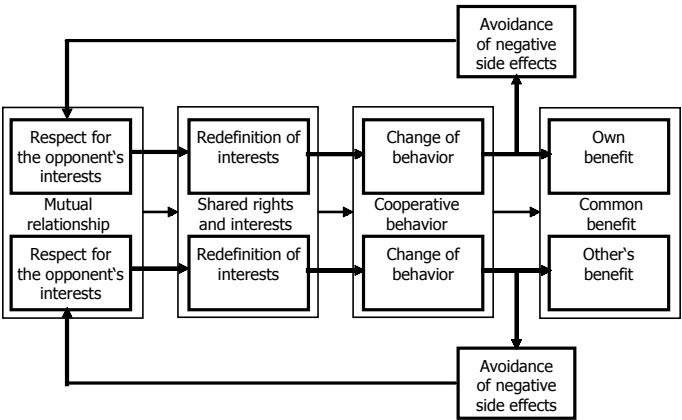 Avoidance
of negative
side effects
Respect for
the opponent‘s
interests
Redefinition of
interests
Change of
behavior
Own
benefit
Mutual
relationship
Shared rights
and interests
Cooperative
behavior
Common
benefit
Respect for
the opponent‘s
interests
Redefinition of
interests
Change of
behavior
Other‘s
benefit
Avoidance
of negative
side effects